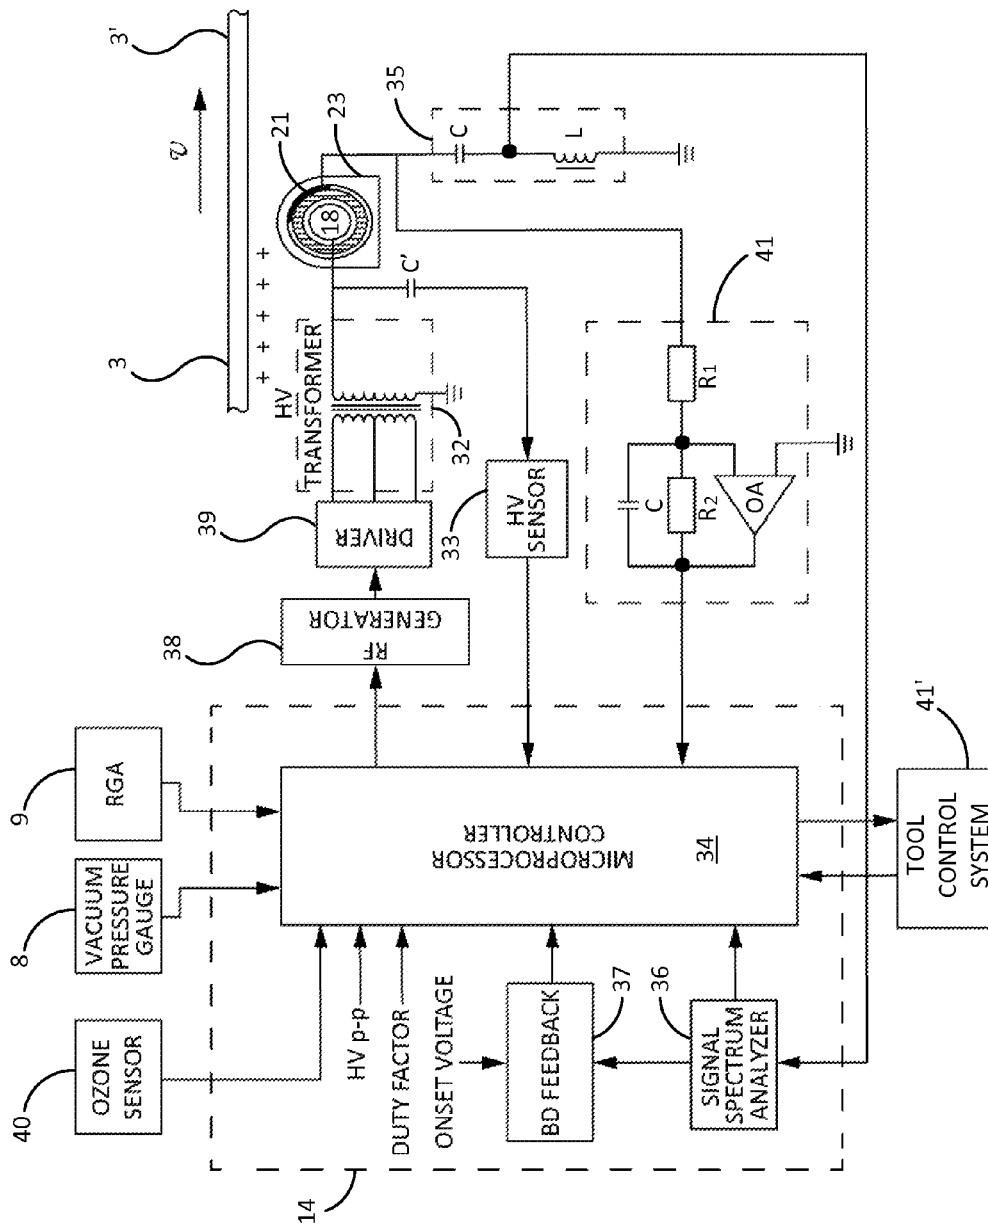 3
3'
𝓋
21
23
18
35
C
L
+ + + + + +
C'
HV
TRANSFORMER
32
39
DRIVER
33
HV
SENSOR
41
R1
C
R2
OA
38
RF
GENERATOR
9
RGA
8
VACUUM
PRESSURE
GAUGE
40
OZONE
SENSOR
MICROPROCESSOR
CONTROLLER
34
HV p-p
DUTY FACTOR
ONSET VOLTAGE
BD FEEDBACK
37
36
SIGNAL
SPECTRUM
ANALYZER
14
41'
TOOL
CONTROL
SYSTEM